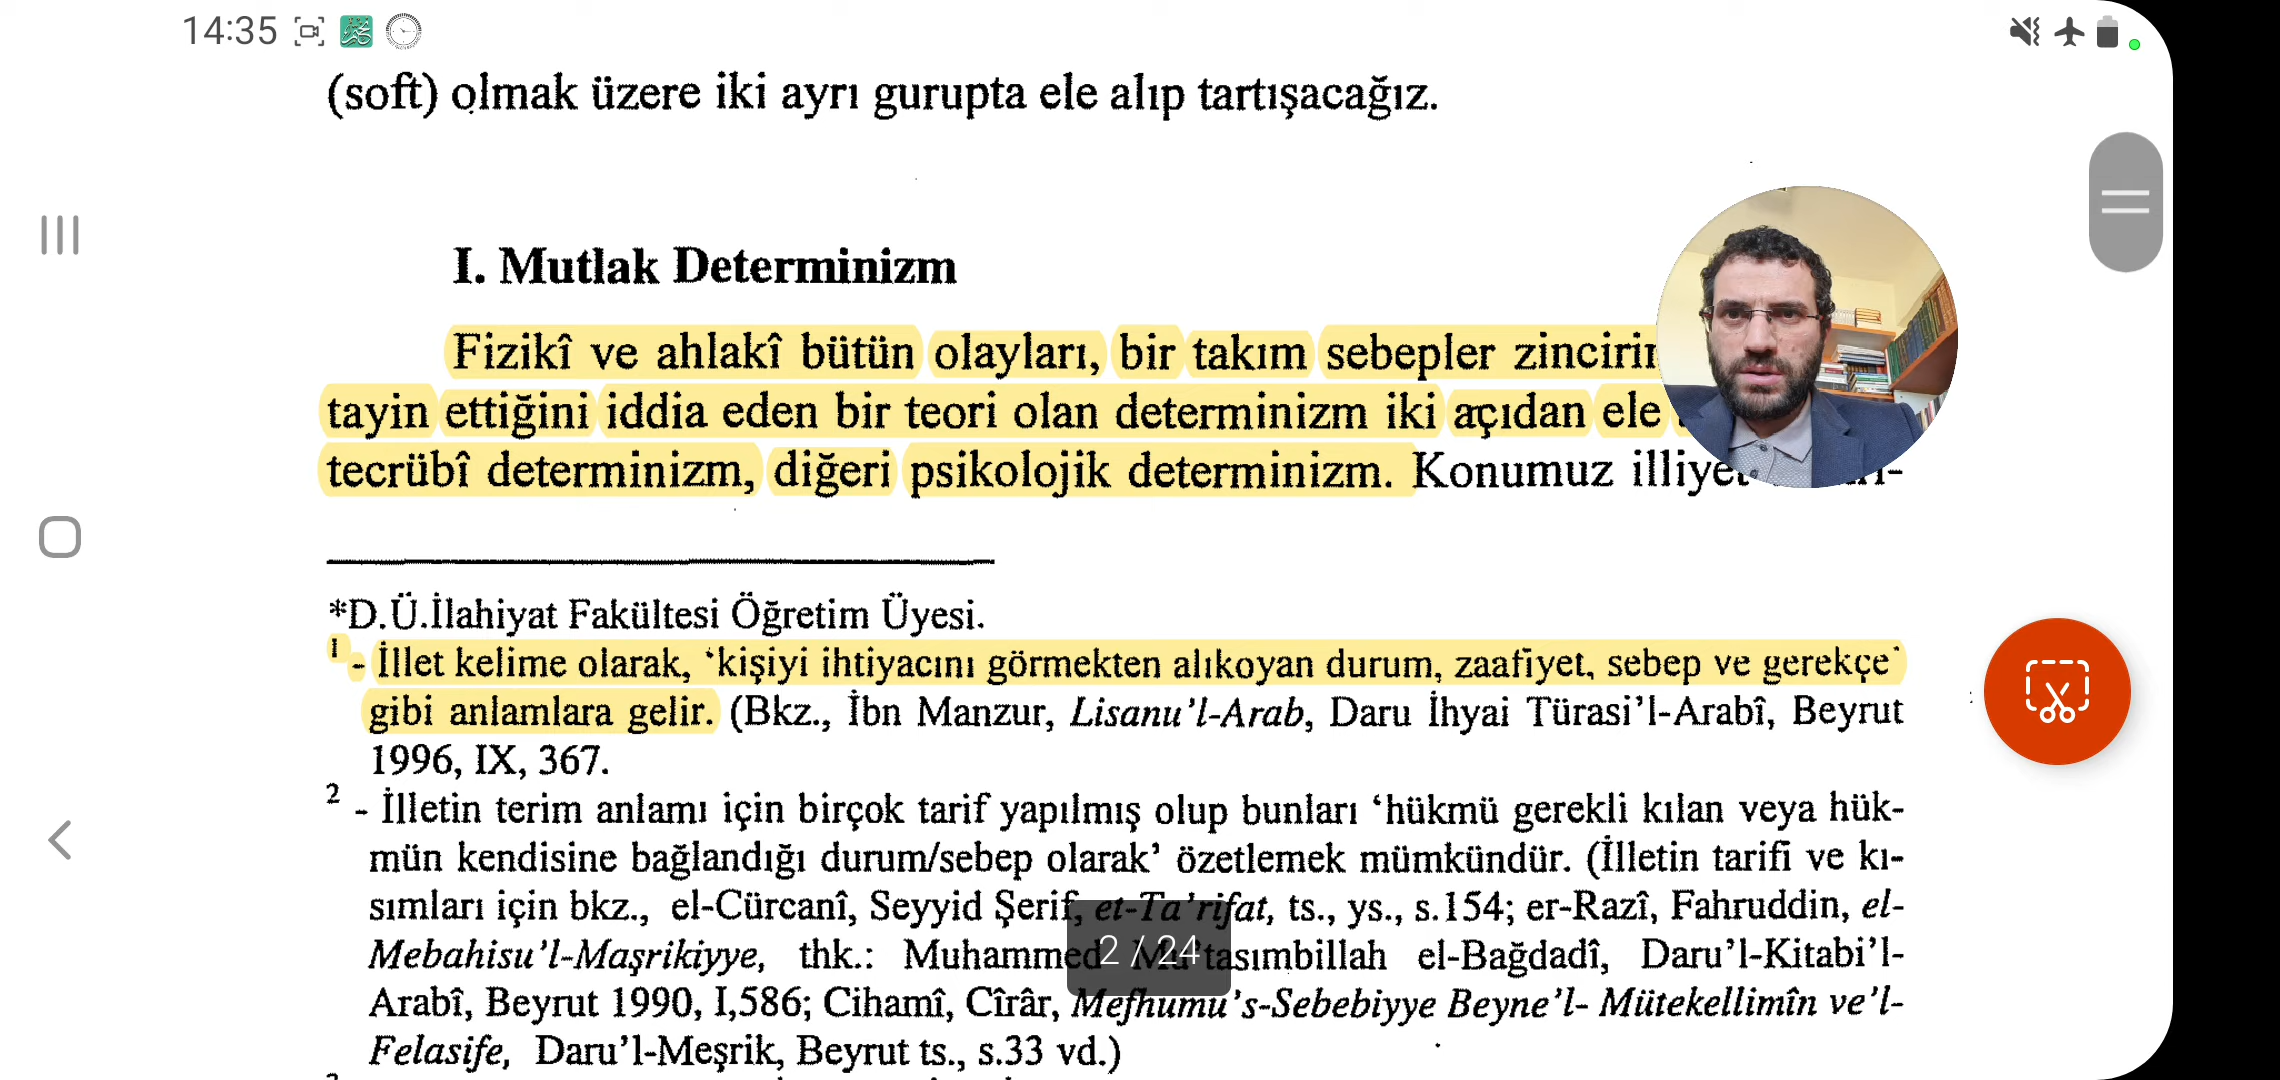 14:35
(soft) olmak üzere iki ayrı gurupta ele alıp tartışacağız.
I. Mutlak Determinizm
Fizikî ve ahlakî bütün olayları, bir takım sebepler
tayin ettiğini iddia eden bir teori olan determinizm iki açıdan ele
tecrübî determinizm, diğeri psikolojik determinizm. Konumuz
*D.Ü.İlahiyat Fakültesi Öğretim Üyesi.
1 - İllet kelime olarak, ‘kişiyi ihtiyacını görmekten alıkoyan durum, zaafiyet, sebep ve gerekçe’
gibi anlamlara gelir. (Bkz., İbn Manzur, Lisanu’l-Arab, Daru İhyai Türasi’l-Arabî, Beyrut
1996, IX, 367.
2 - İlletin terim anlamı için birçok tarif yapılmış olup bunları ‘hükmü gerekli kılan veya hük-
mün kendisine bağlandığı durum/sebep olarak’ özetlemek mümkündür. (İlletin tarifi ve kı-
sımları için bkz., el-Cürcanî, Seyyid Şerif, et-Ta’rifat, ts., ys., s.154; er-Razî, Fahruddin, el-
Mebahisu’l-Maşrikiyye, thk.: Muhammed Mu’tasımbillah el-Bağdadî, Daru’l-Kitabi’l-
2 / 24
Arabî, Beyrut 1990, I,586; Cihamî, Cîrâr, Mefhumu’s-Sebebiyye Beyne’l- Mütekellimîn ve’l-
Felasife, Daru’l-Meşrik, Beyrut ts., s.33 vd.)